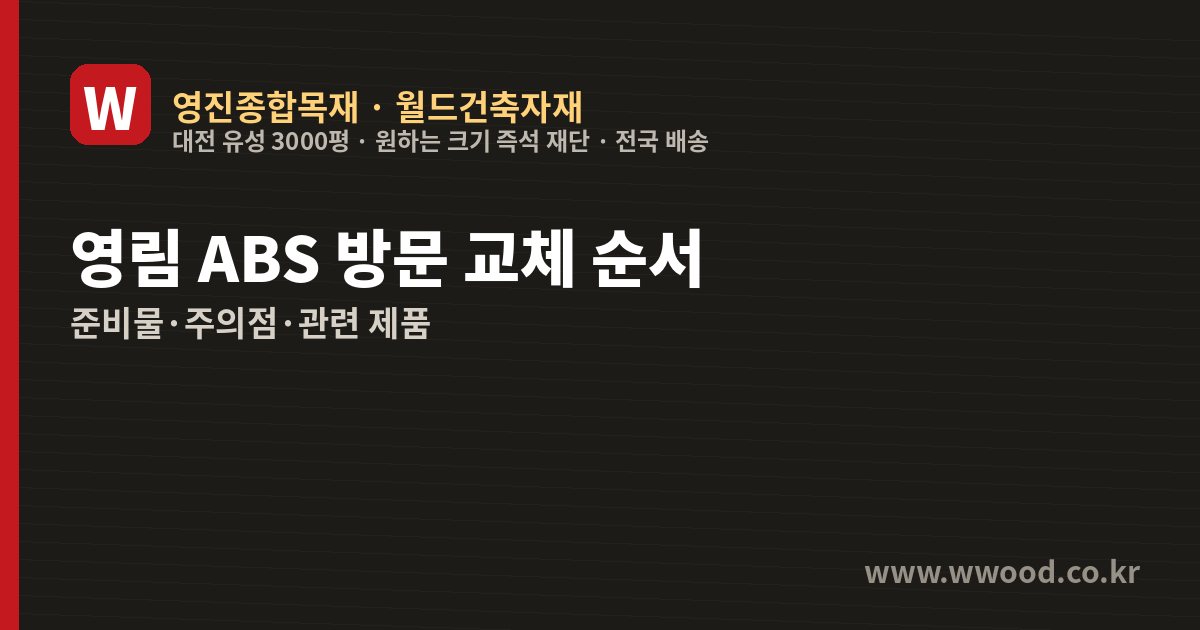 W
영진종합목재 · 월드건축자재
대전 유성 3000평 · 원하는 크기 즉석 재단 · 전국 배송
영림 ABS 방문 교체 순서
준비물·주의점·관련 제품
www.wwood.co.kr